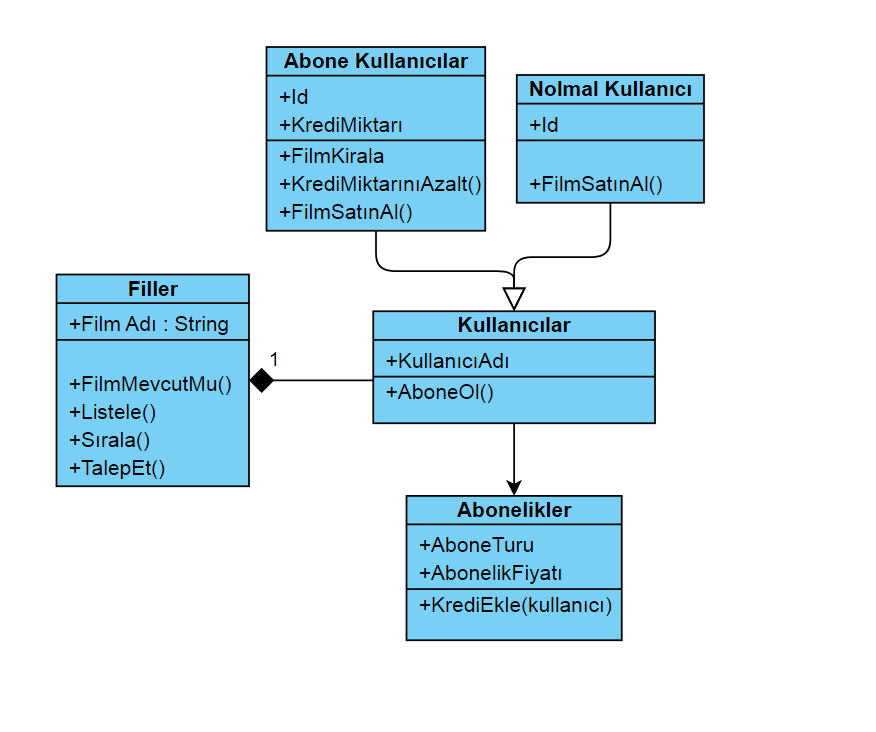 Abone Kullanıcılar
+Id
+KrediMiktarı
+FilmKirala
+KrediMiktarınıAzalt()
+FilmSatınAl()
Nolmal Kullanıcı
+Id
+FilmSatınAl()
Filler
+Film Adı : String
+FilmMevcutMu()
+Listele()
+Sırala()
+TalepEt()
1
Kullanıcılar
+KullanıcıAdı
+AboneOl()
Abonelikler
+AboneTuru
+AbonelikFiyatı
+KrediEkle(kullanıcı)